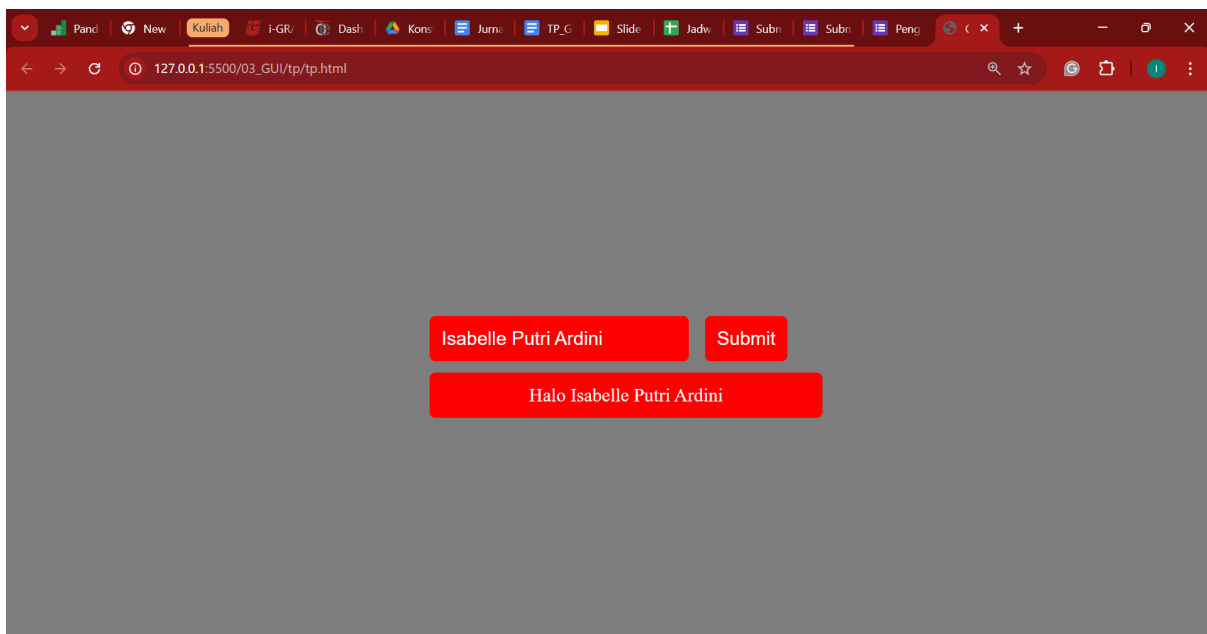 Pand New Kuliah i-GR/ Dash Kons Jurna TP_G Slide Jadw Subn Subn Peng
127.0.0.1:5500/03_GUI/tp/tp.html
Isabelle Putri Ardini Submit
Halo Isabelle Putri Ardini